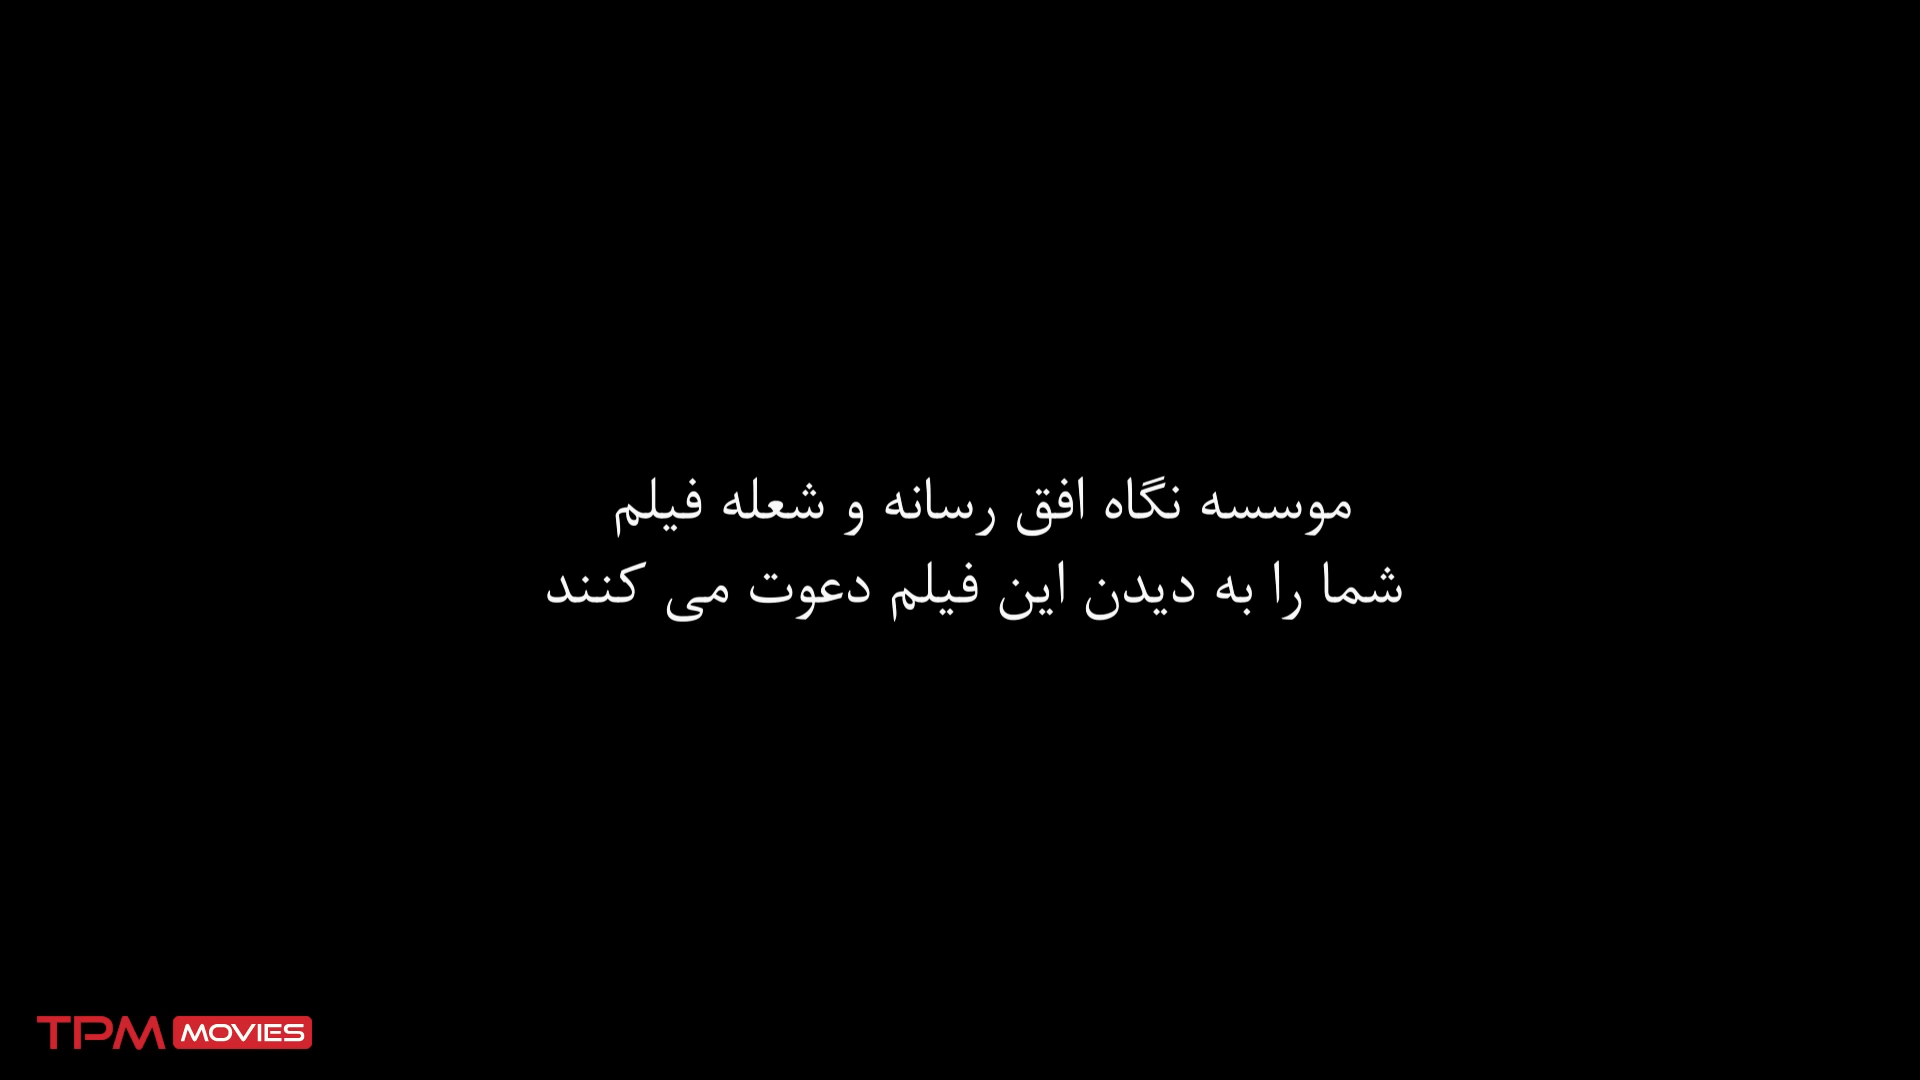 موسسه نگاه افق رسانه و شعله فیلم
شما را به دیدن این فیلم دعوت می کنند
TPM MOVIES